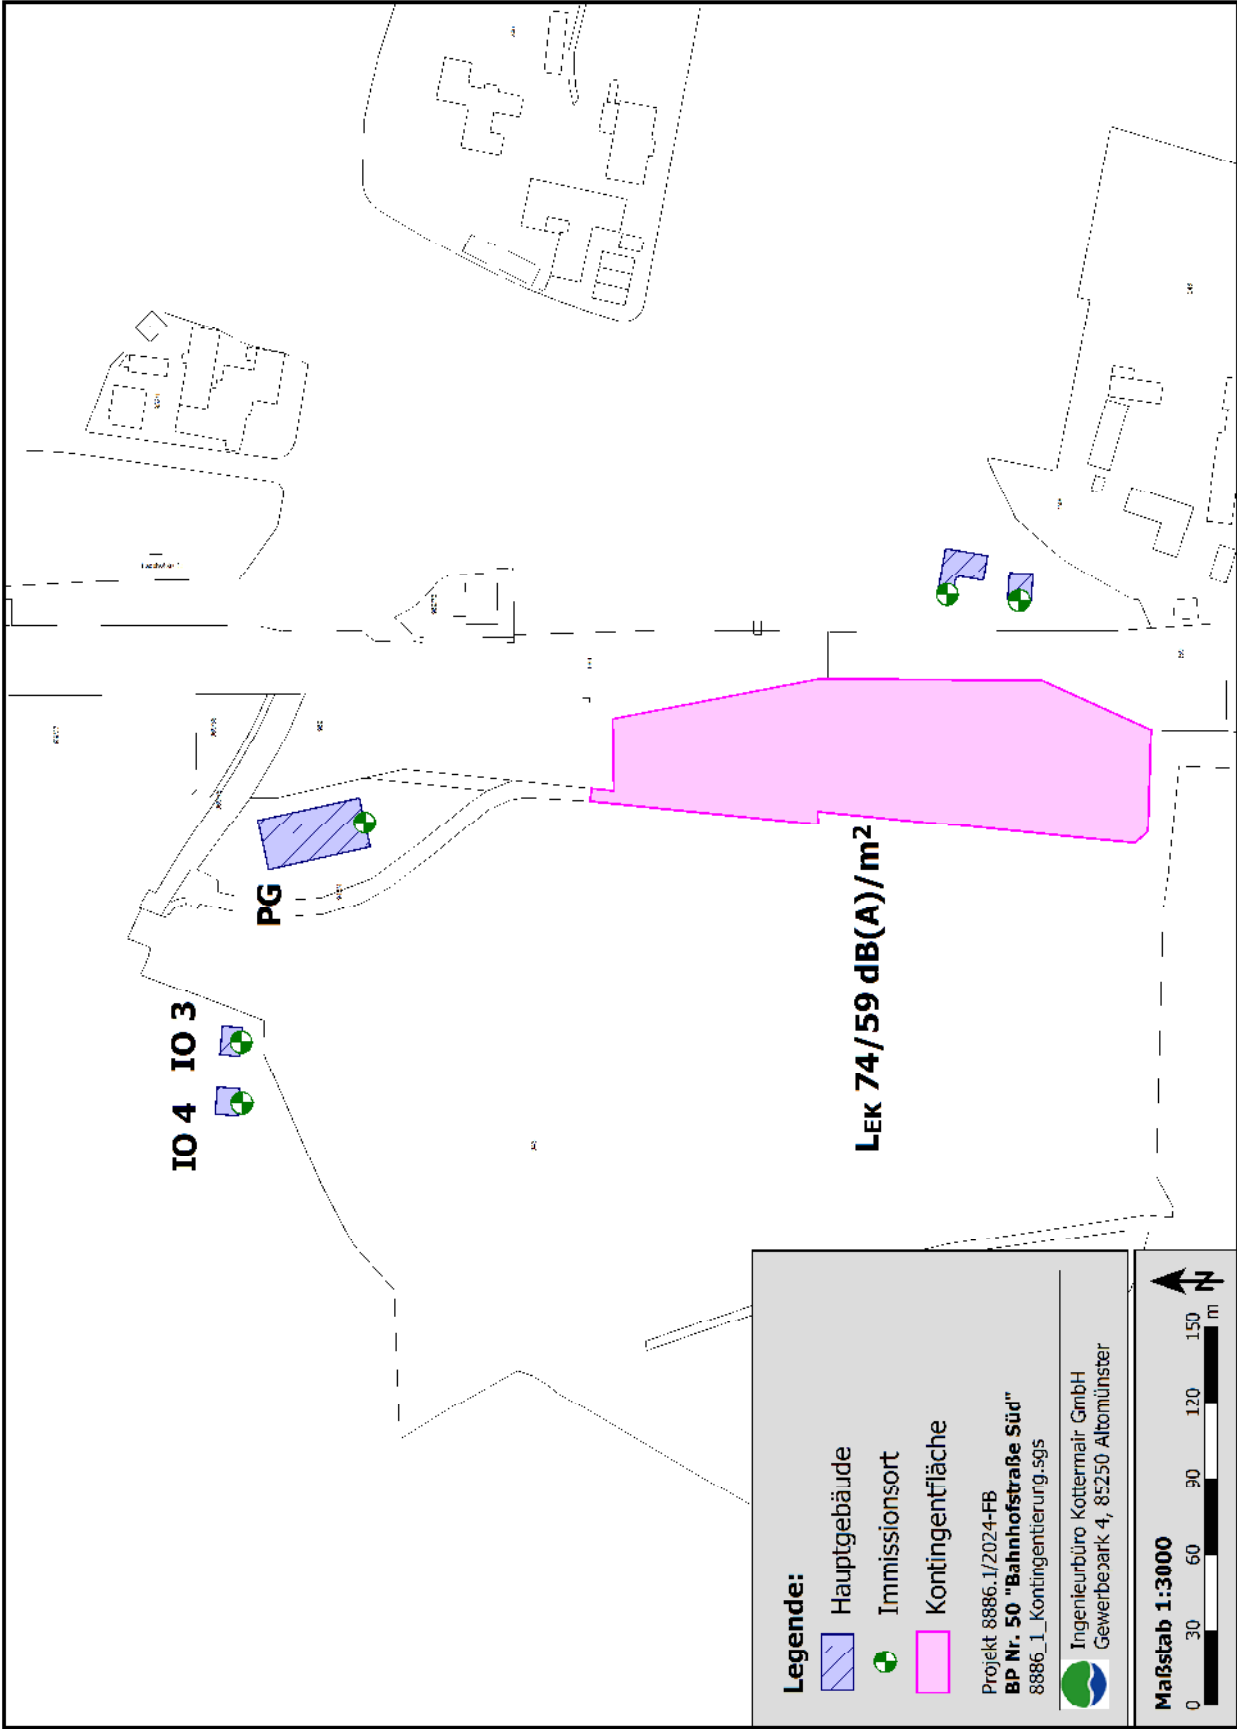 IO 4
IO 3
PG
LEK 74/59 dB(A)/m²
Legende:
Hauptgebäude
Immissionsort
Kontingentfläche
Projekt 8886.1/2024-FB
BP Nr. 50 "Bahnhofstraße Süd"
8886_1_Kontingentierung.sgs
Ingenieurbüro Kottermair GmbH
Gewerbepark 4, 85250 Altomünster
Maßstab 1:3000
0 30 60 90 120 150
m
N